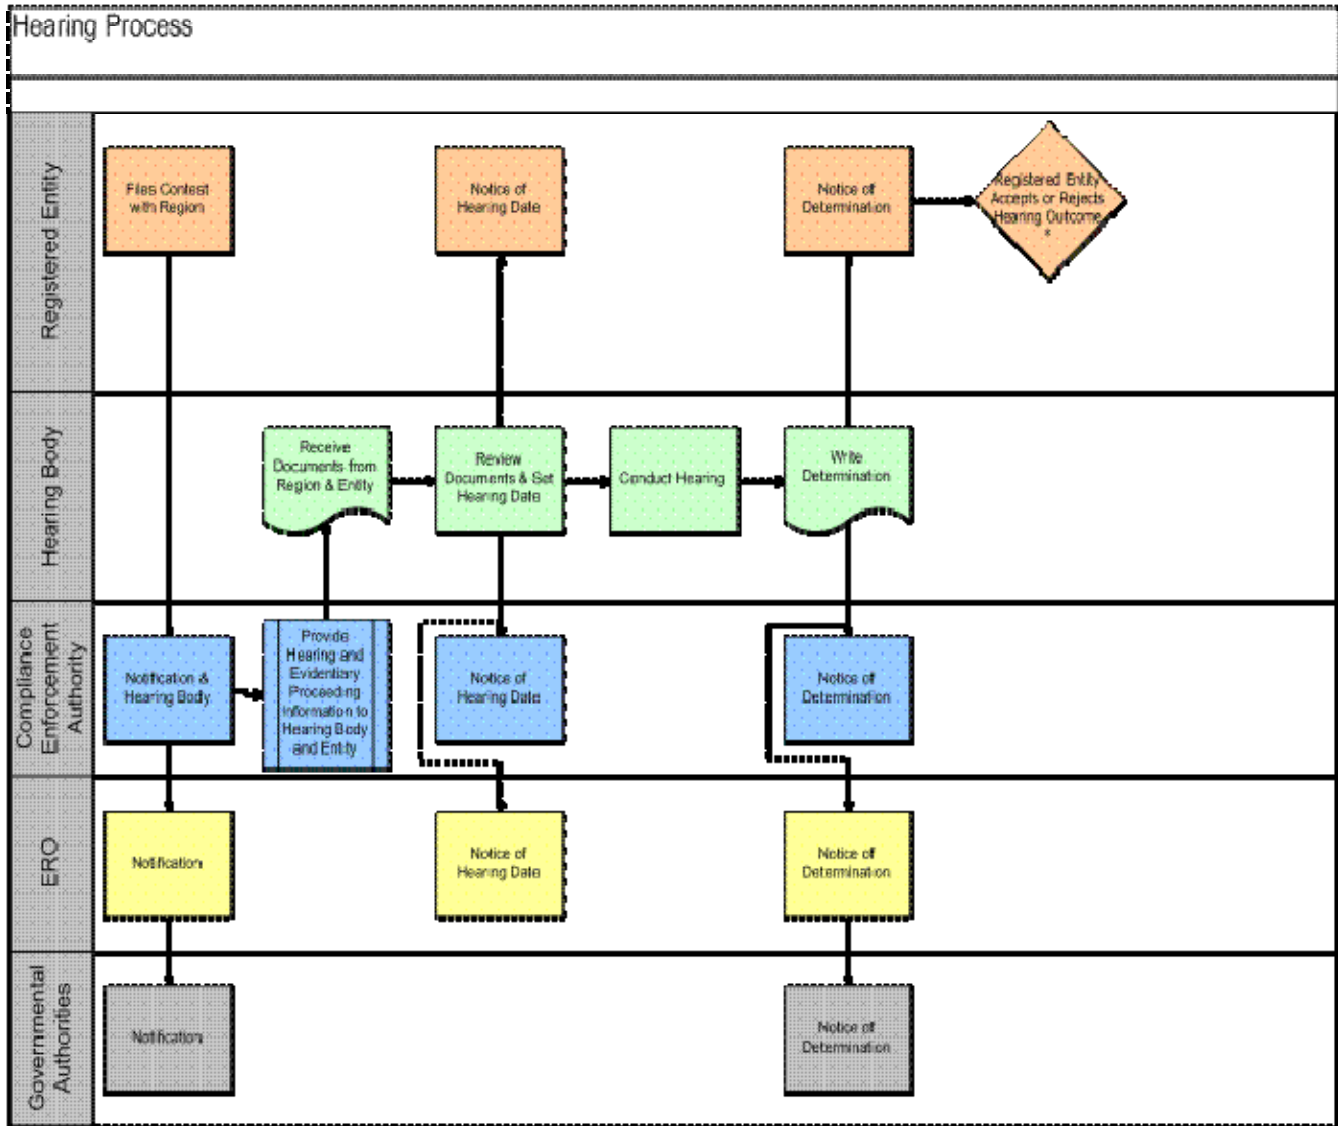 Hearing Process
Registered Entity
Files Contest
with Region
Notice of
Hearing Date
Notice of
Determination
Registered Entity
Accepts or Rejects
Hearing Outcome
*
Hearing Body
Receive
Documents from
Region & Entity
Review
Documents & Set
Hearing Date
Conduct Hearing
Write
Determination
Compliance
Enforcement
Authority
Notification &
Hearing Body
Provide
Hearing and
Evidentiary
Proceeding
Information to
Hearing Body
and Entity
Notice of
Hearing Date
Notice of
Determination
ERO
Notification
Notice of
Hearing Date
Notice of
Determination
Governmental
Authorities
Notification
Notice of
Determination